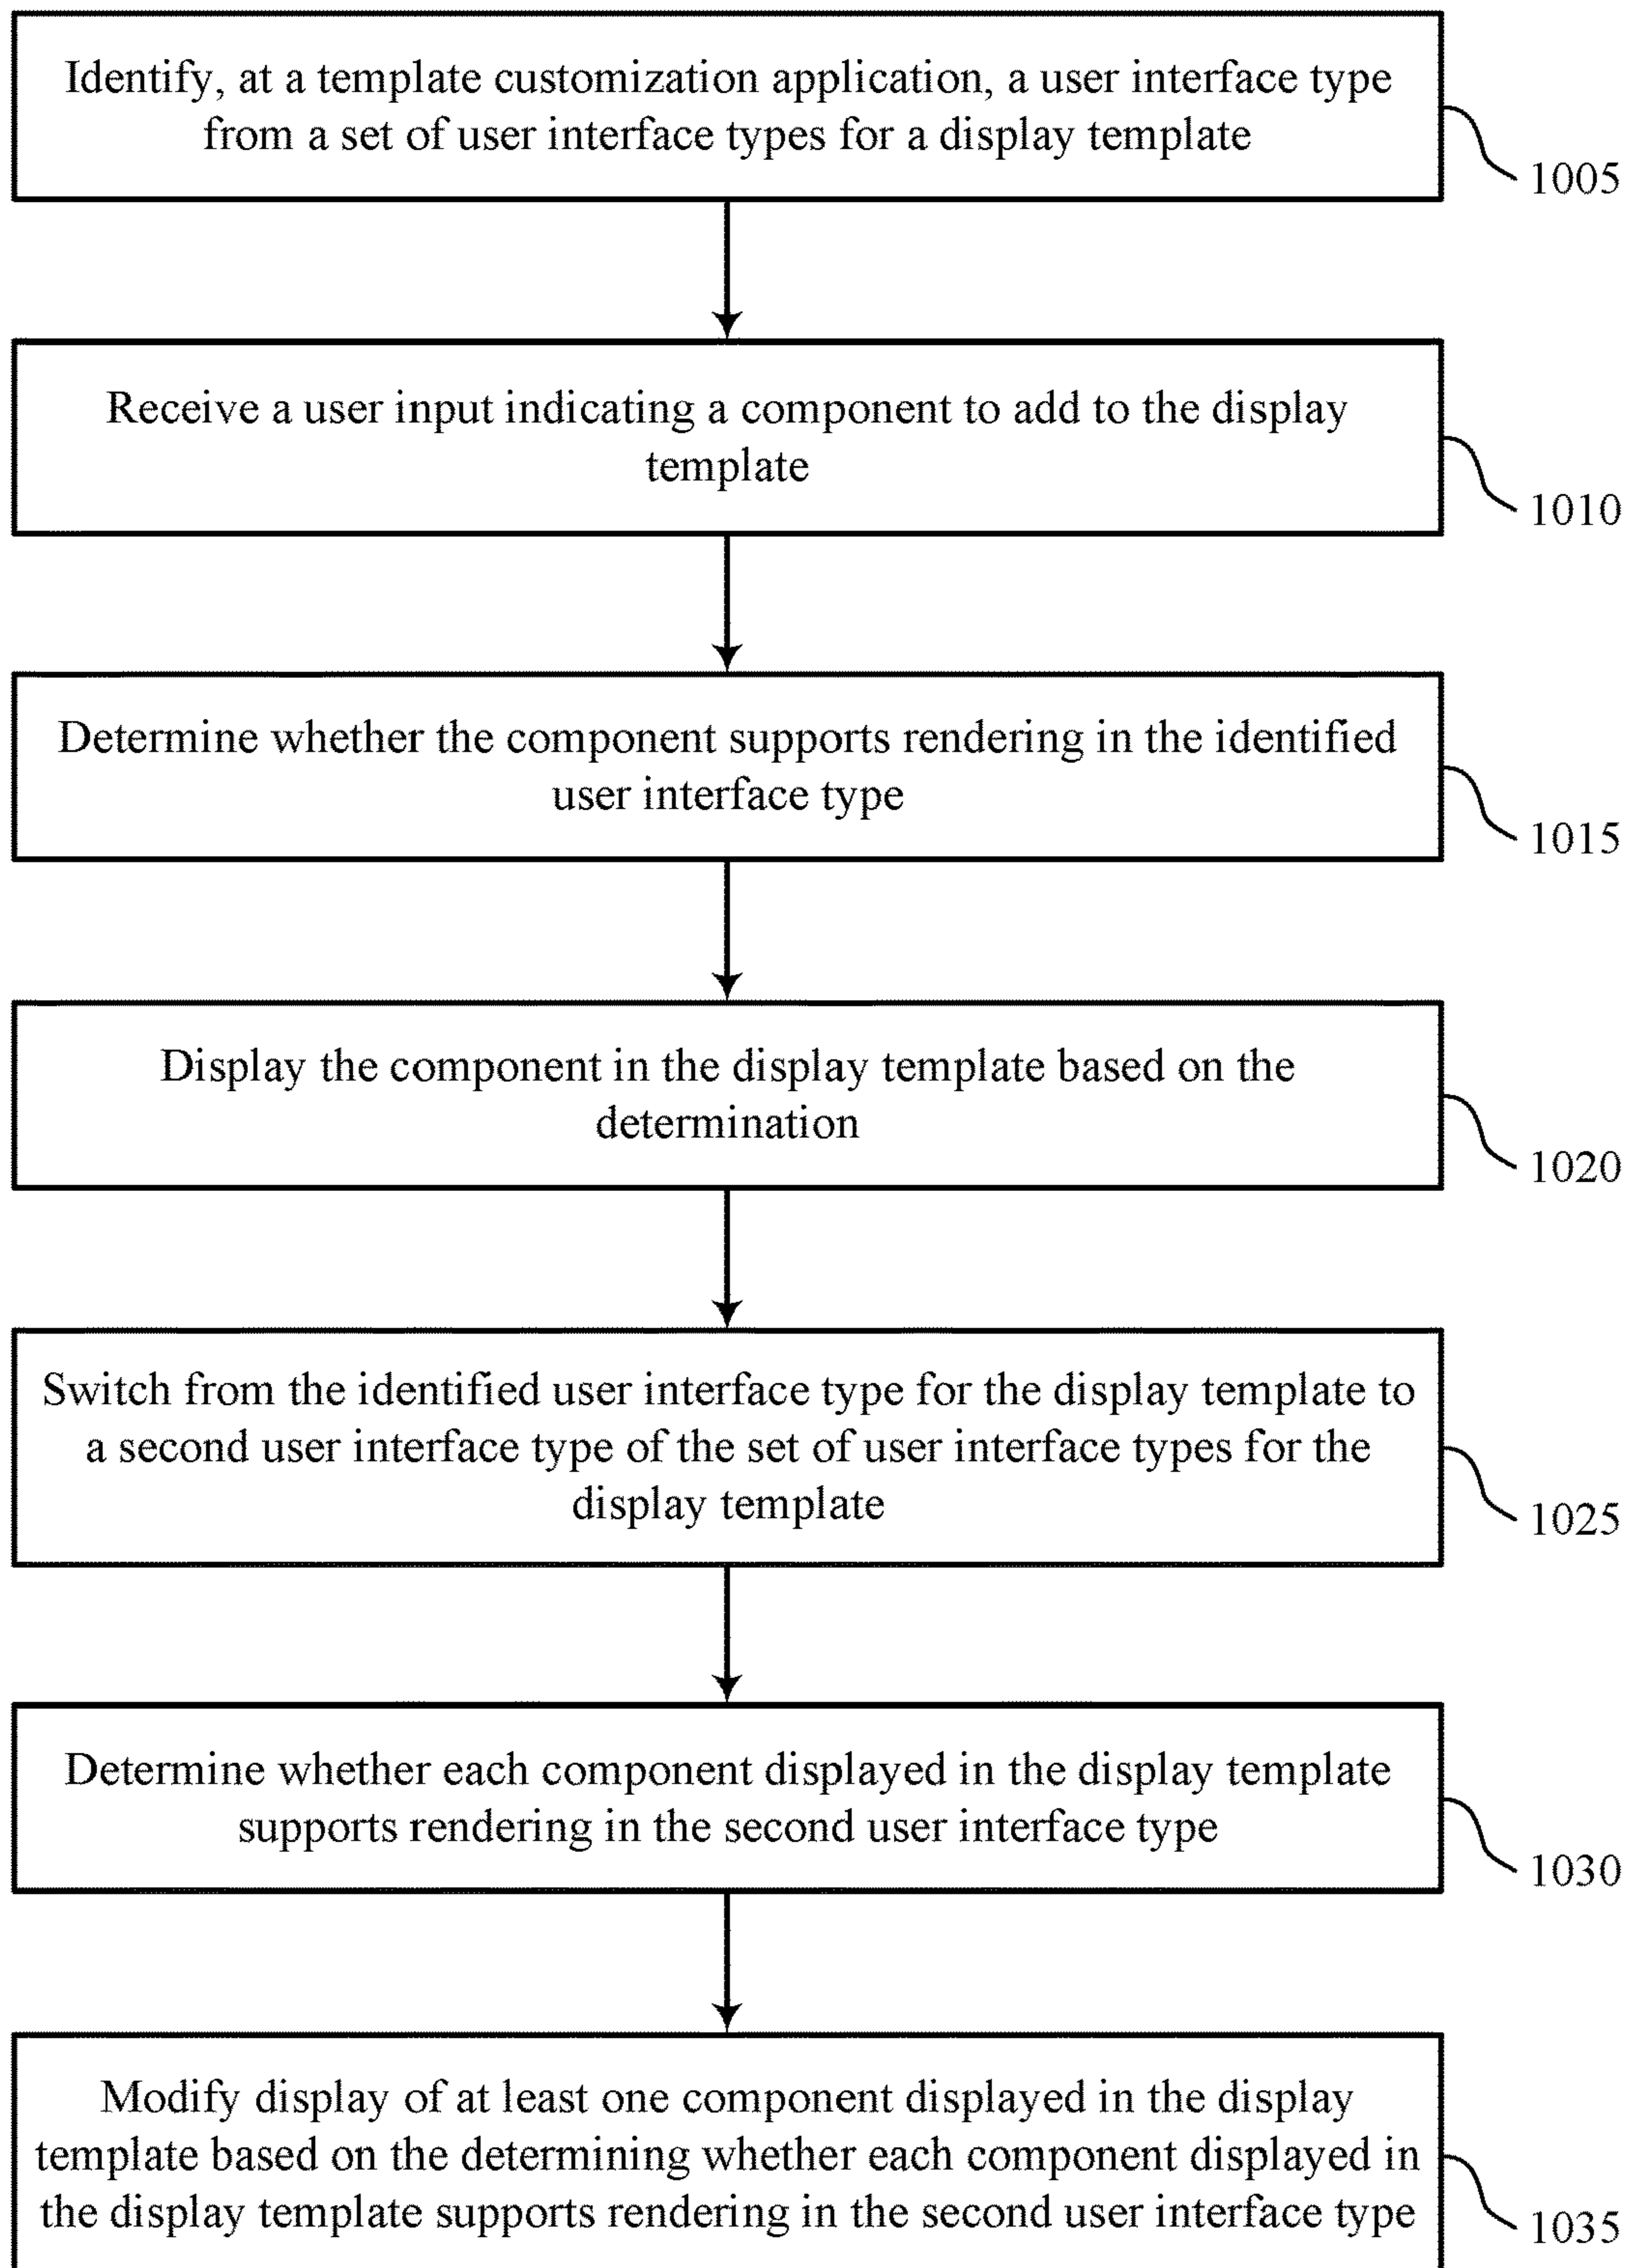 Identify, at a template customization application, a user interface type
from a set of user interface types for a display template
1005
Receive a user input indicating a component to add to the display
template
1010
Determine whether the component supports rendering in the identified
user interface type
1015
Display the component in the display template based on the
determination
1020
Switch from the identified user interface type for the display template to
a second user interface type of the set of user interface types for the
display template
1025
Determine whether each component displayed in the display template
supports rendering in the second user interface type
1030
Modify display of at least one component displayed in the display
template based on the determining whether each component displayed in
the display template supports rendering in the second user interface type
1035